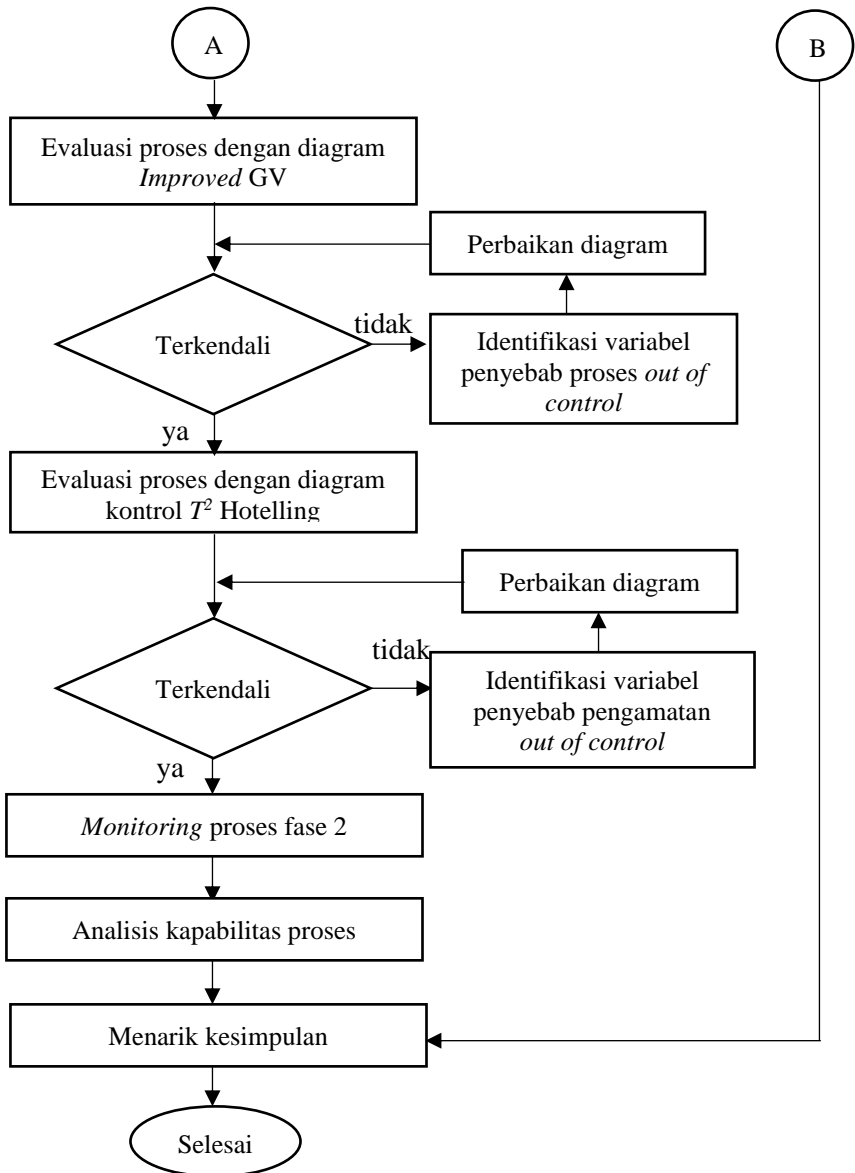 A
B
Evaluasi proses dengan diagram
Improved GV
Perbaikan diagram
Terkendali
tidak
Identifikasi variabel
penyebab proses out of
control
ya
Evaluasi proses dengan diagram
kontrol T² Hotelling
Perbaikan diagram
Terkendali
tidak
Identifikasi variabel
penyebab pengamatan
out of control
ya
Monitoring proses fase 2
Analisis kapabilitas proses
Menarik kesimpulan
Selesai